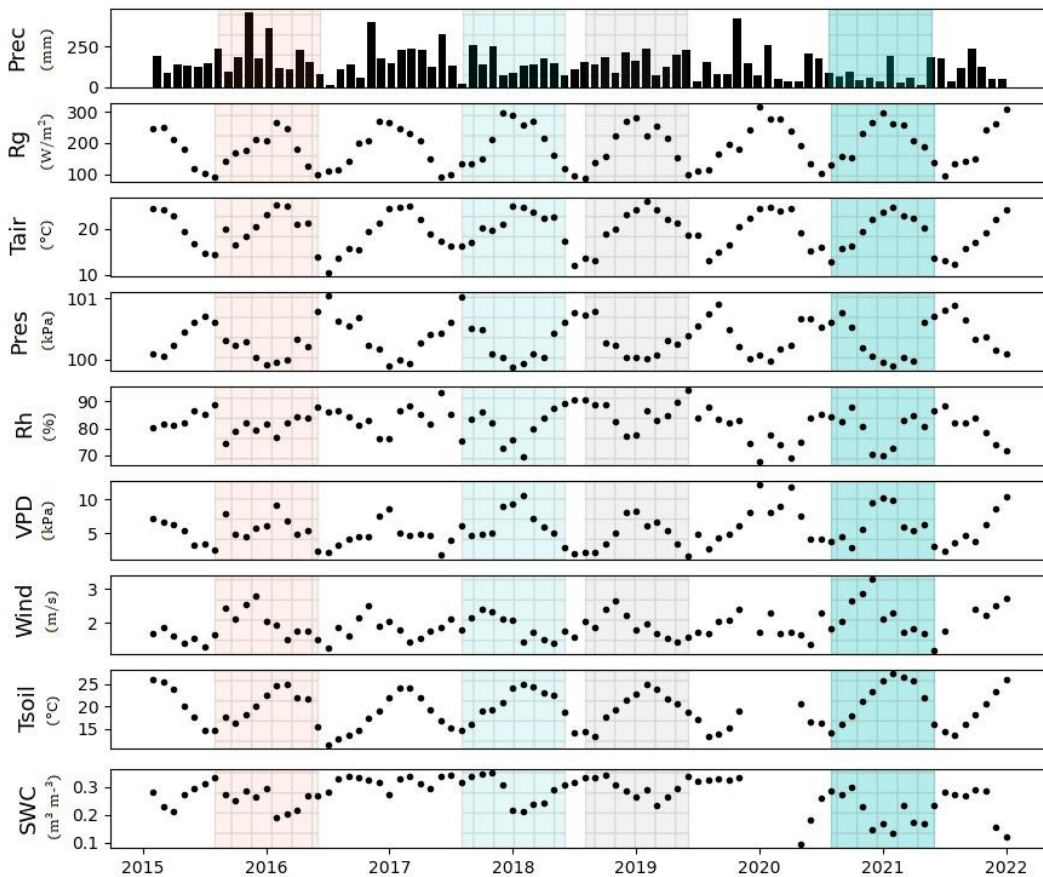 Prec
(mm)
250
0
Rg
(W/m²)
300
200
100
Tair
(°C)
20
10
Pres
(kPa)
101
100
Rh
(%)
90
80
70
VPD
(kPa)
10
5
Wind
(m/s)
3
2
Tsoil
(°C)
25
20
15
SWC
(m³ m-³)
0.3
0.2
0.1
2015 2016 2017 2018 2019 2020 2021 2022